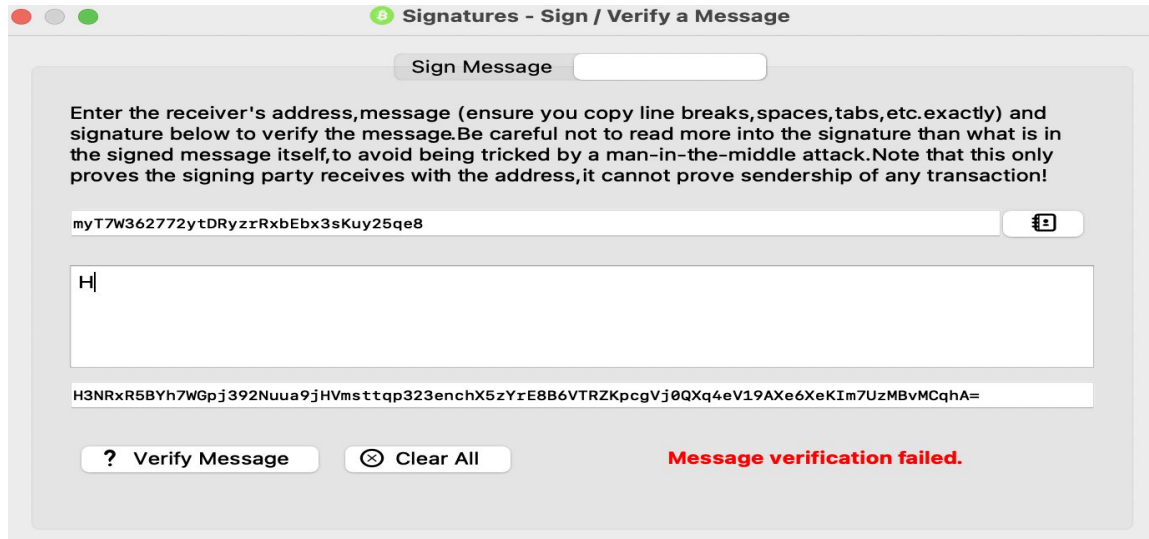 Signatures - Sign / Verify a Message
Sign Message
Enter the receiver's address,message (ensure you copy line breaks,spaces,tabs,etc.exactly) and
signature below to verify the message.Be careful not to read more into the signature than what is in
the signed message itself,to avoid being tricked by a man-in-the-middle attack.Note that this only
proves the signing party receives with the address,it cannot prove sendership of any transaction!
myT7W362772ytDRyzrRxbEbx3sKuy25qe8
H
H3NRxR5BYh7WGpj392Nuua9jHVmsttqp323enchX5zYrE8B6VTRZKpcgVj0QXq4eV19AXe6XeKIm7UzMBvMCqhA=
? Verify Message
Clear All
Message verification failed.